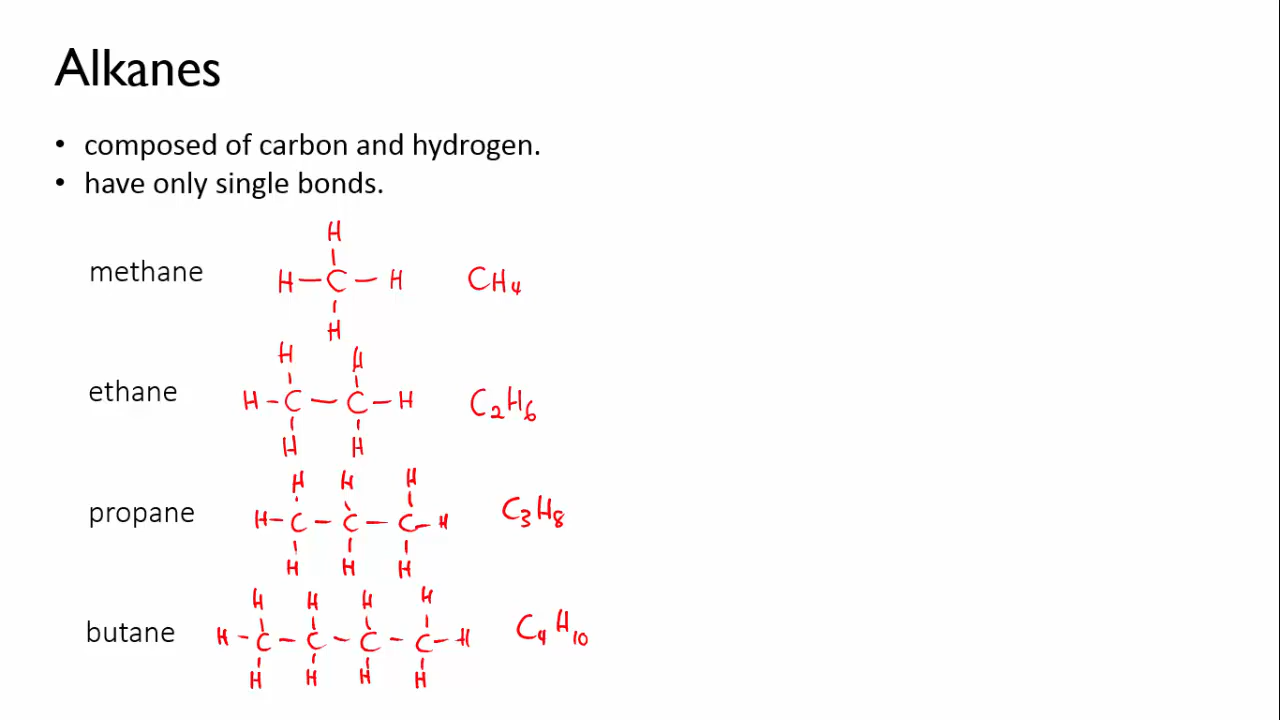 Alkanes
• composed of carbon and hydrogen.
• have only single bonds.
H
methane H – C – H CH₄
H
H H
ethane H – C – C – H C₂H₆
H H
H H H
propane H – C – C – C – H C₃H₈
H H H
H H H H
butane H – C – C – C – C – H C₄H₁₀
H H H H